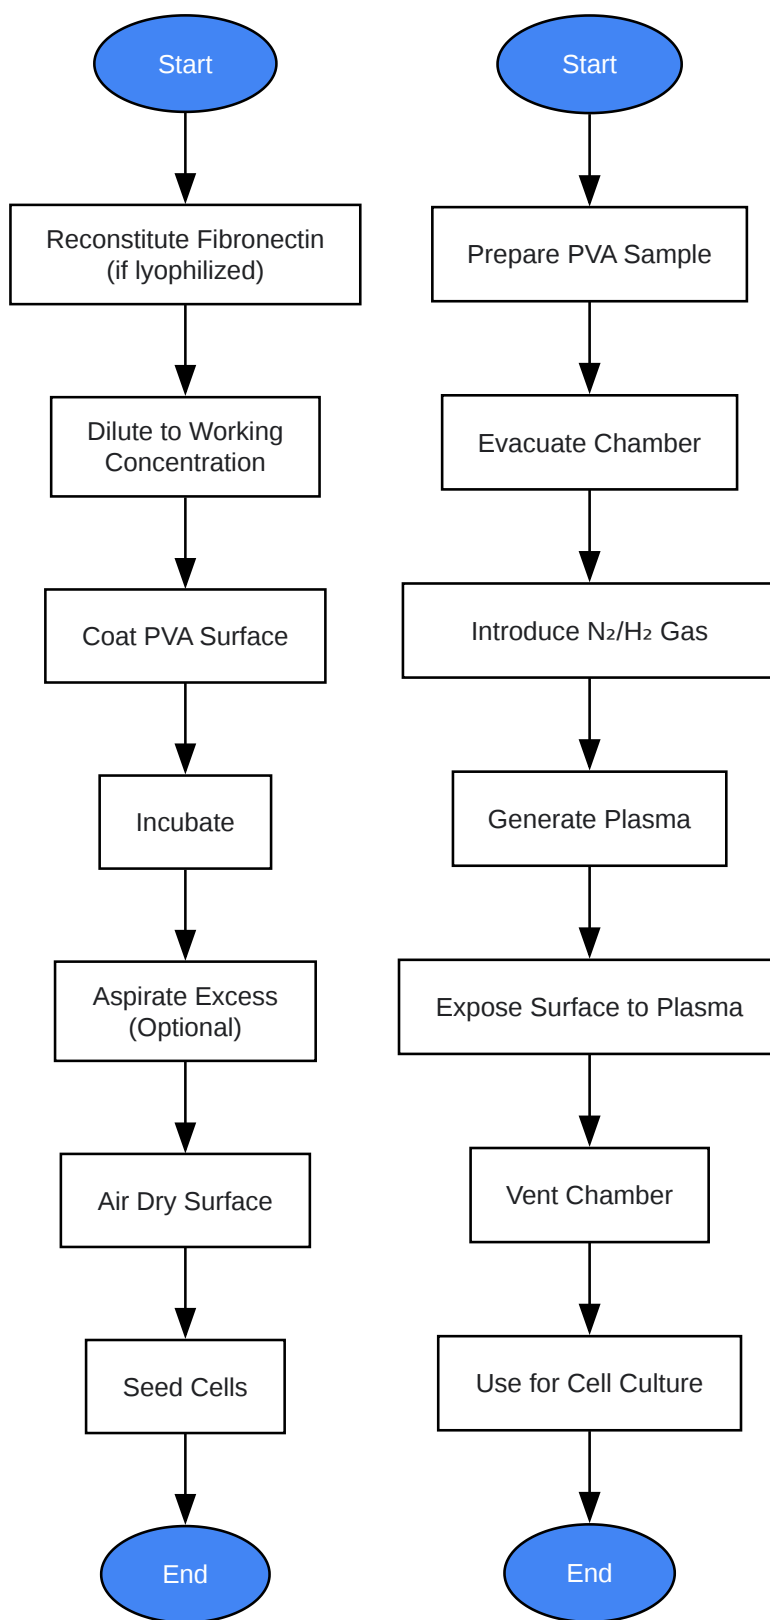 Start
Reconstitute Fibronectin
(if lyophilized)
Dilute to Working
Concentration
Coat PVA Surface
Incubate
Aspirate Excess
(Optional)
Air Dry Surface
Seed Cells
End
Start
Prepare PVA Sample
Evacuate Chamber
Introduce N₂/H₂ Gas
Generate Plasma
Expose Surface to Plasma
Vent Chamber
Use for Cell Culture
End